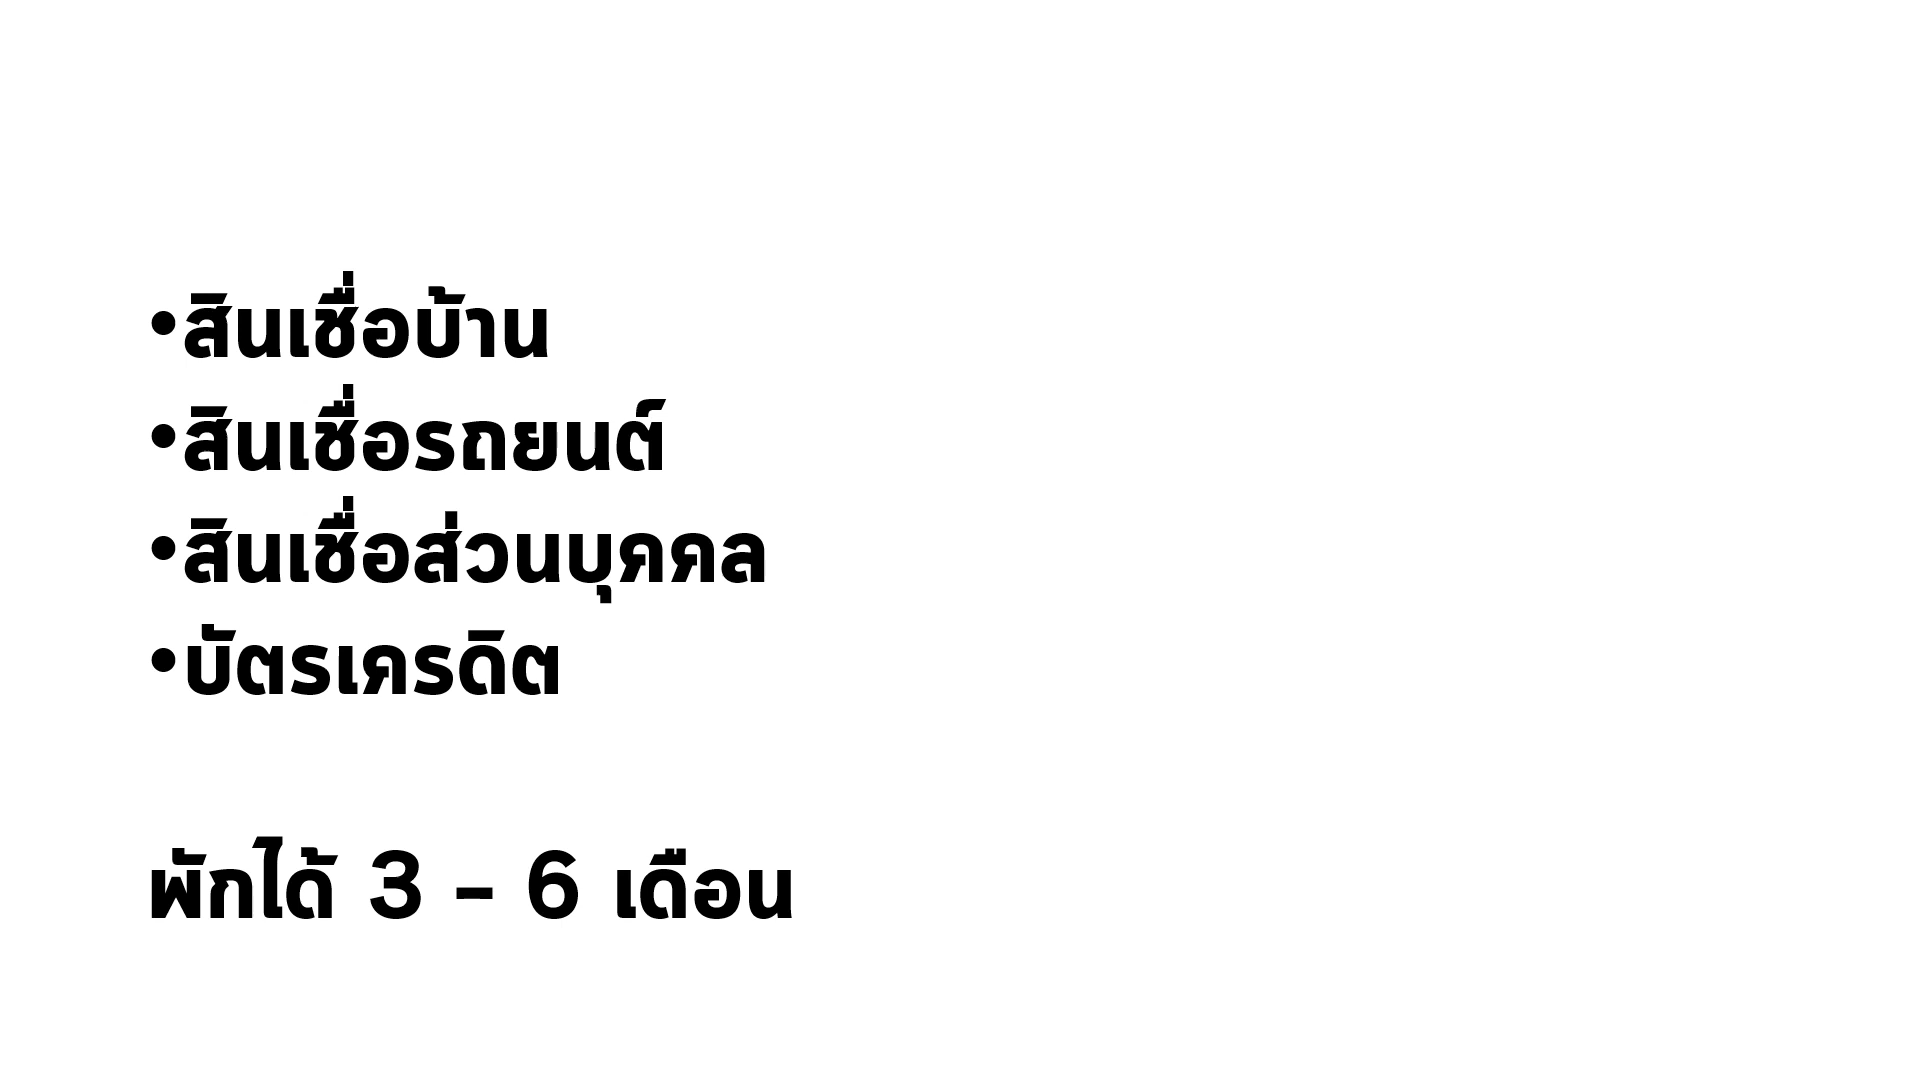 •สินเชื่อบ้าน
•สินเชื่อรถยนต์
•สินเชื่อส่วนบุคคล
•บัตรเครดิต
พักได้ 3 – 6 เดือน